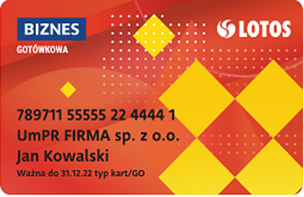 BIZNES
GOTÓWKOWA
LOTOS
789711 55555 22 4444 1
UmPR FIRMA sp. z o.o.
Jan Kowalski
Ważna do 31.12.22 typ kart/GO